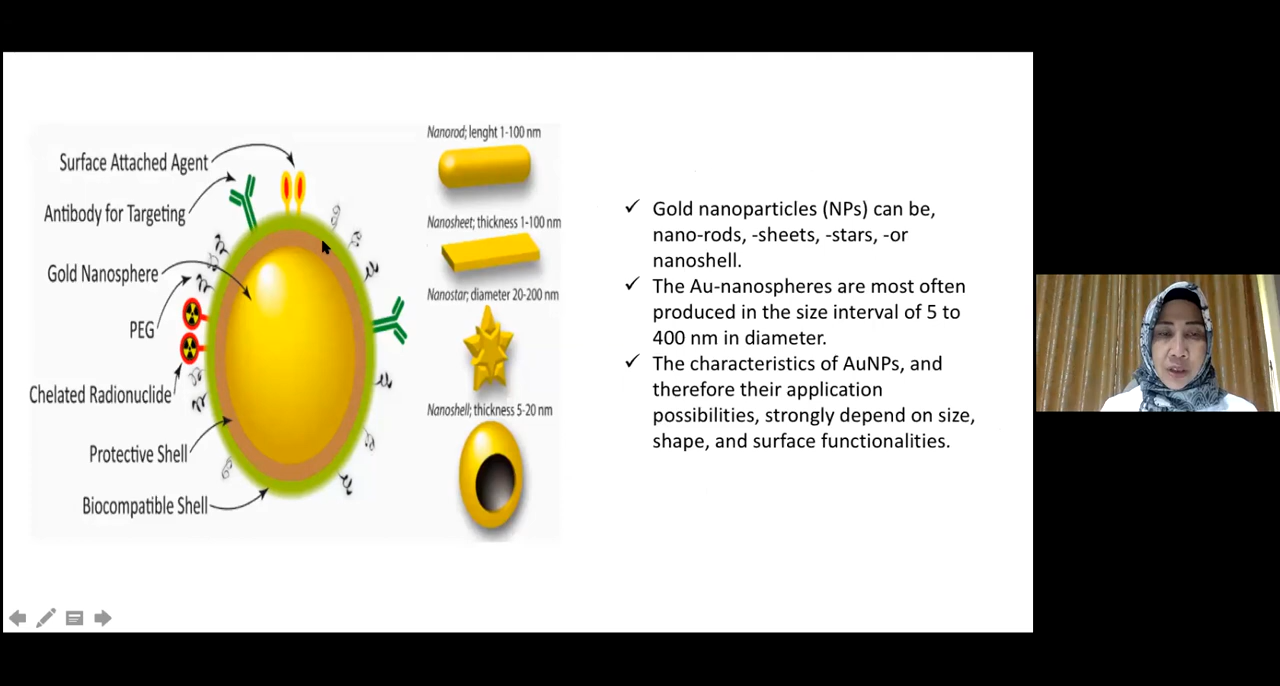 Surface Attached Agent
Antibody for Targeting
Gold Nanosphere
PEG
Chelated Radionuclide
Protective Shell
Biocompatible Shell
Nanorod; lenght 1-100 nm
Nanosheet; thickness 1-100 nm
Nanostar; diameter 20-200 nm
Nanoshell; thickness 5-20 nm
✓ Gold nanoparticles (NPs) can be,
nano-rods, -sheets, -stars, -or
nanoshell.
✓ The Au-nanospheres are most often
produced in the size interval of 5 to
400 nm in diameter.
✓ The characteristics of AuNPs, and
therefore their application
possibilities, strongly depend on size,
shape, and surface functionalities.